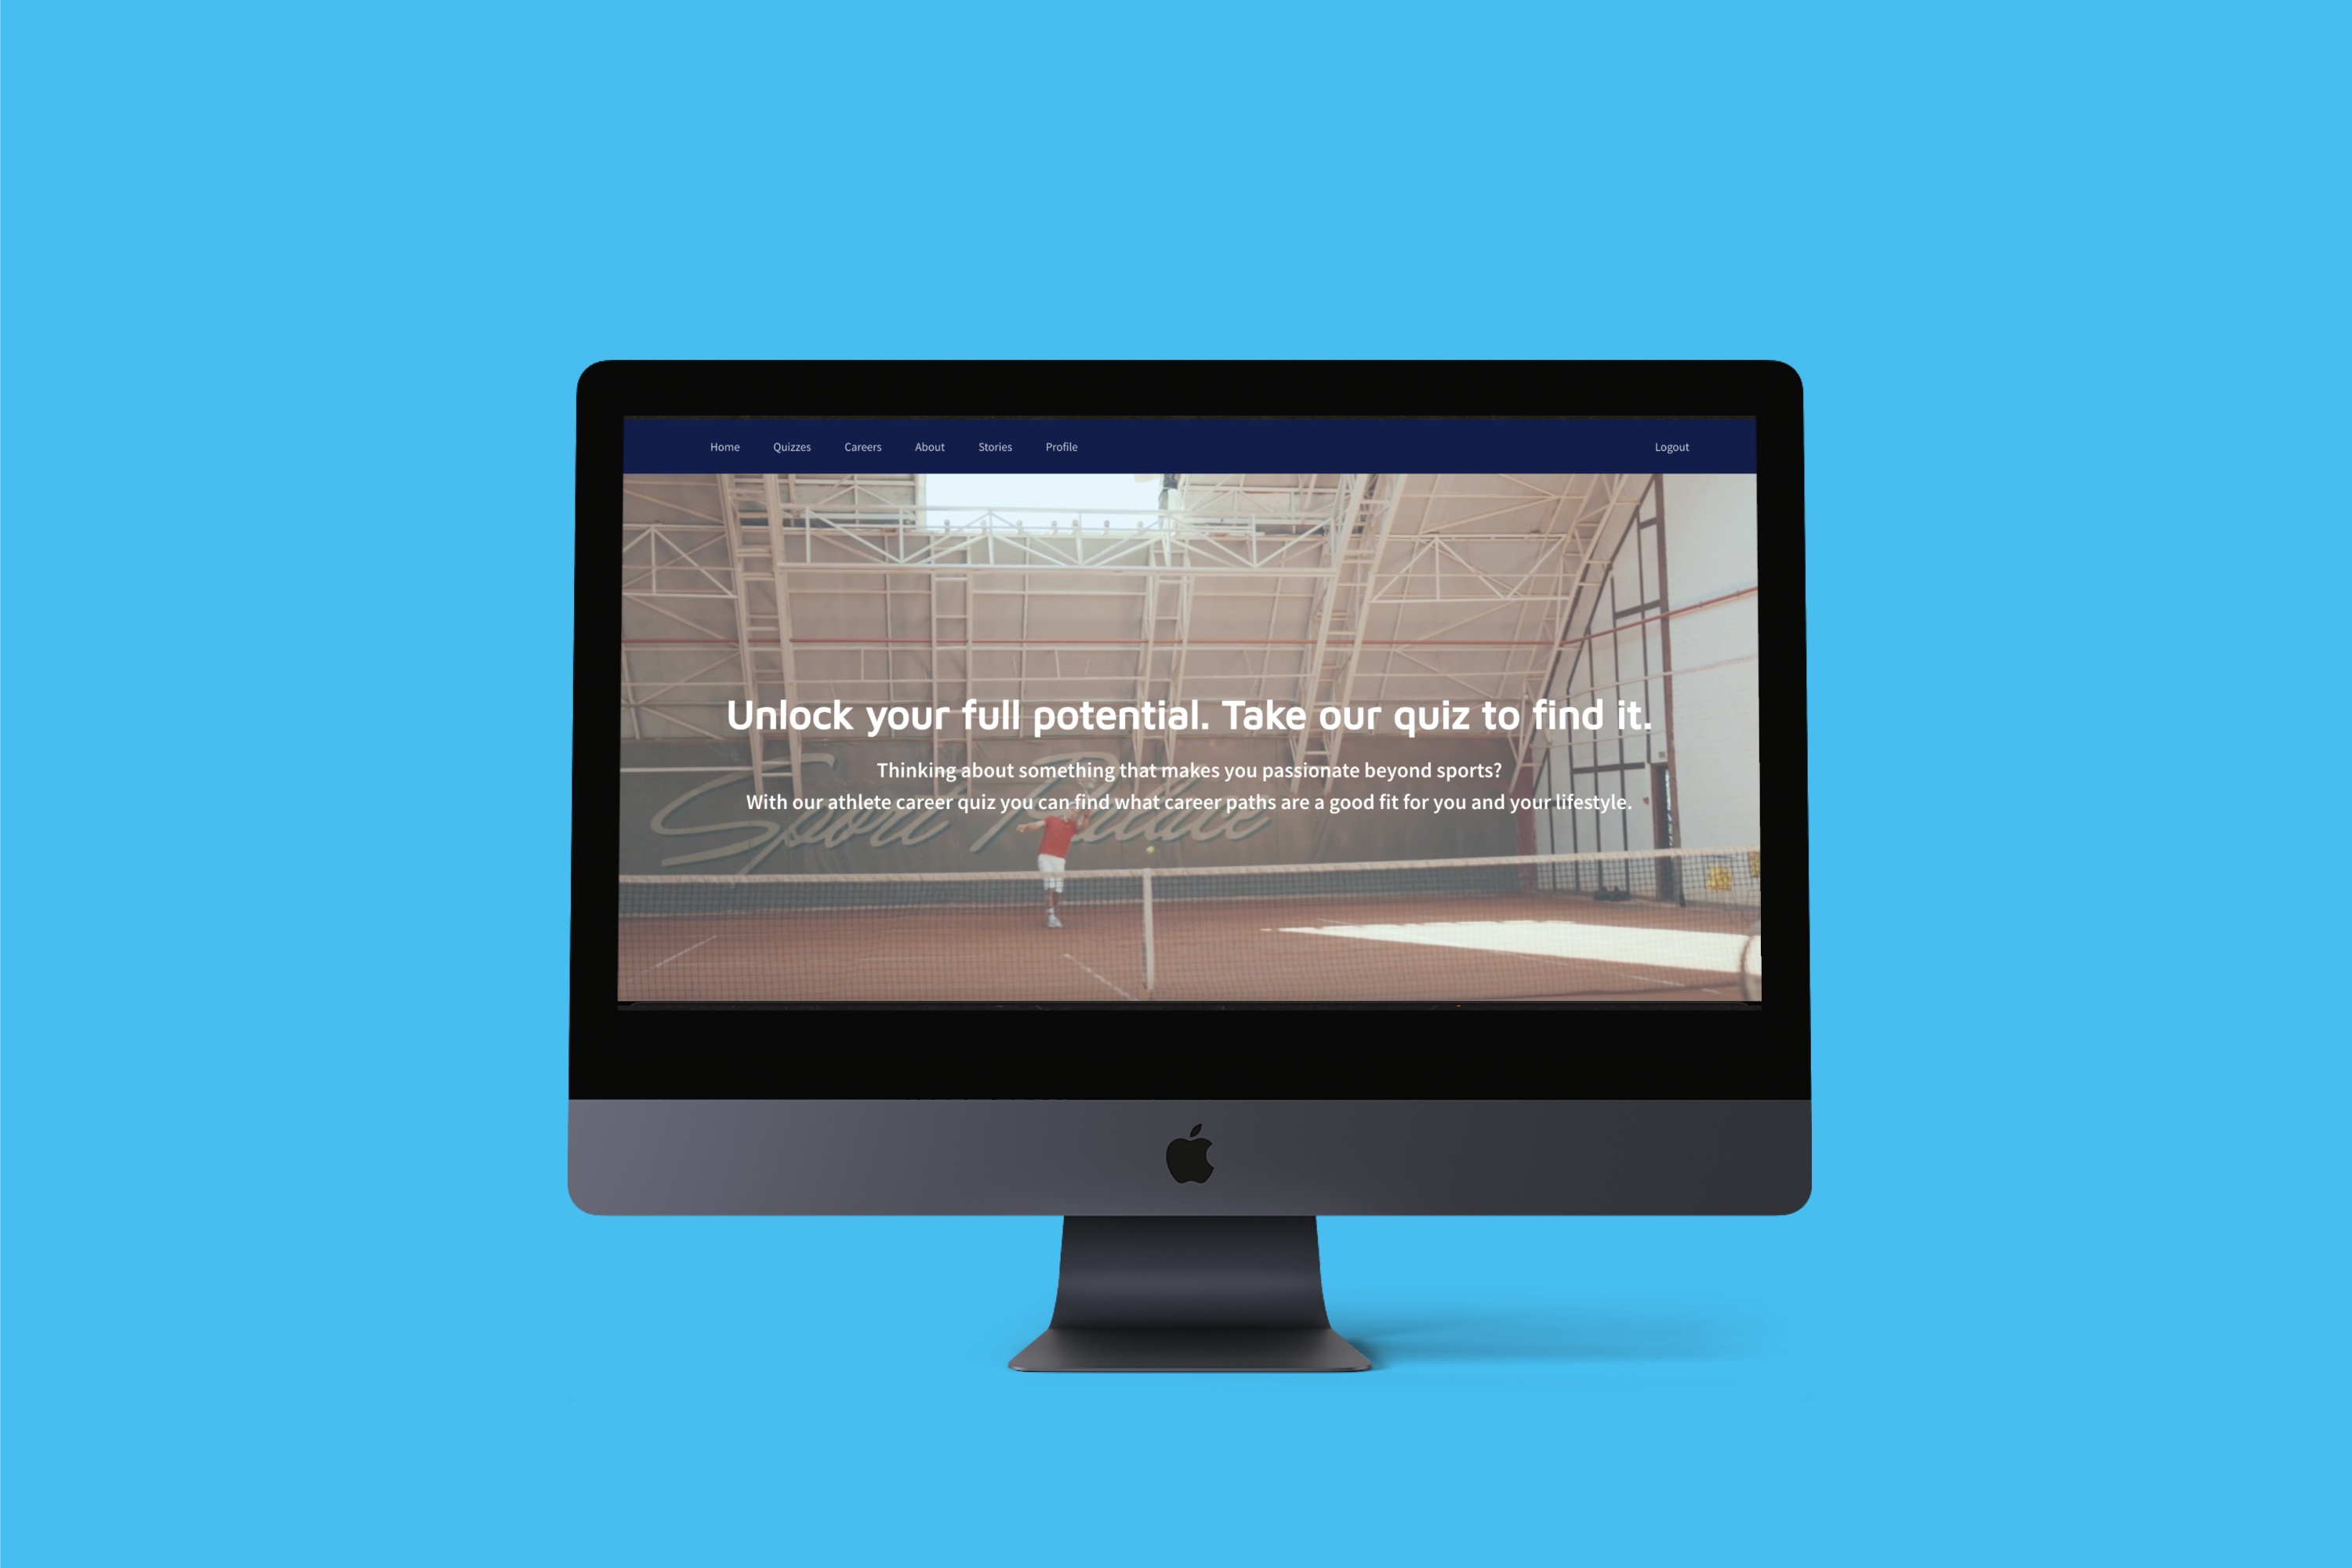 Home Quizzes Careers About Stories Profile Logout
Unlock your full potential. Take our quiz to find it.
Thinking about something that makes you passionate beyond sports?
With our athlete career quiz you can find what career paths are a good fit for you and your lifestyle.
Sport Palace